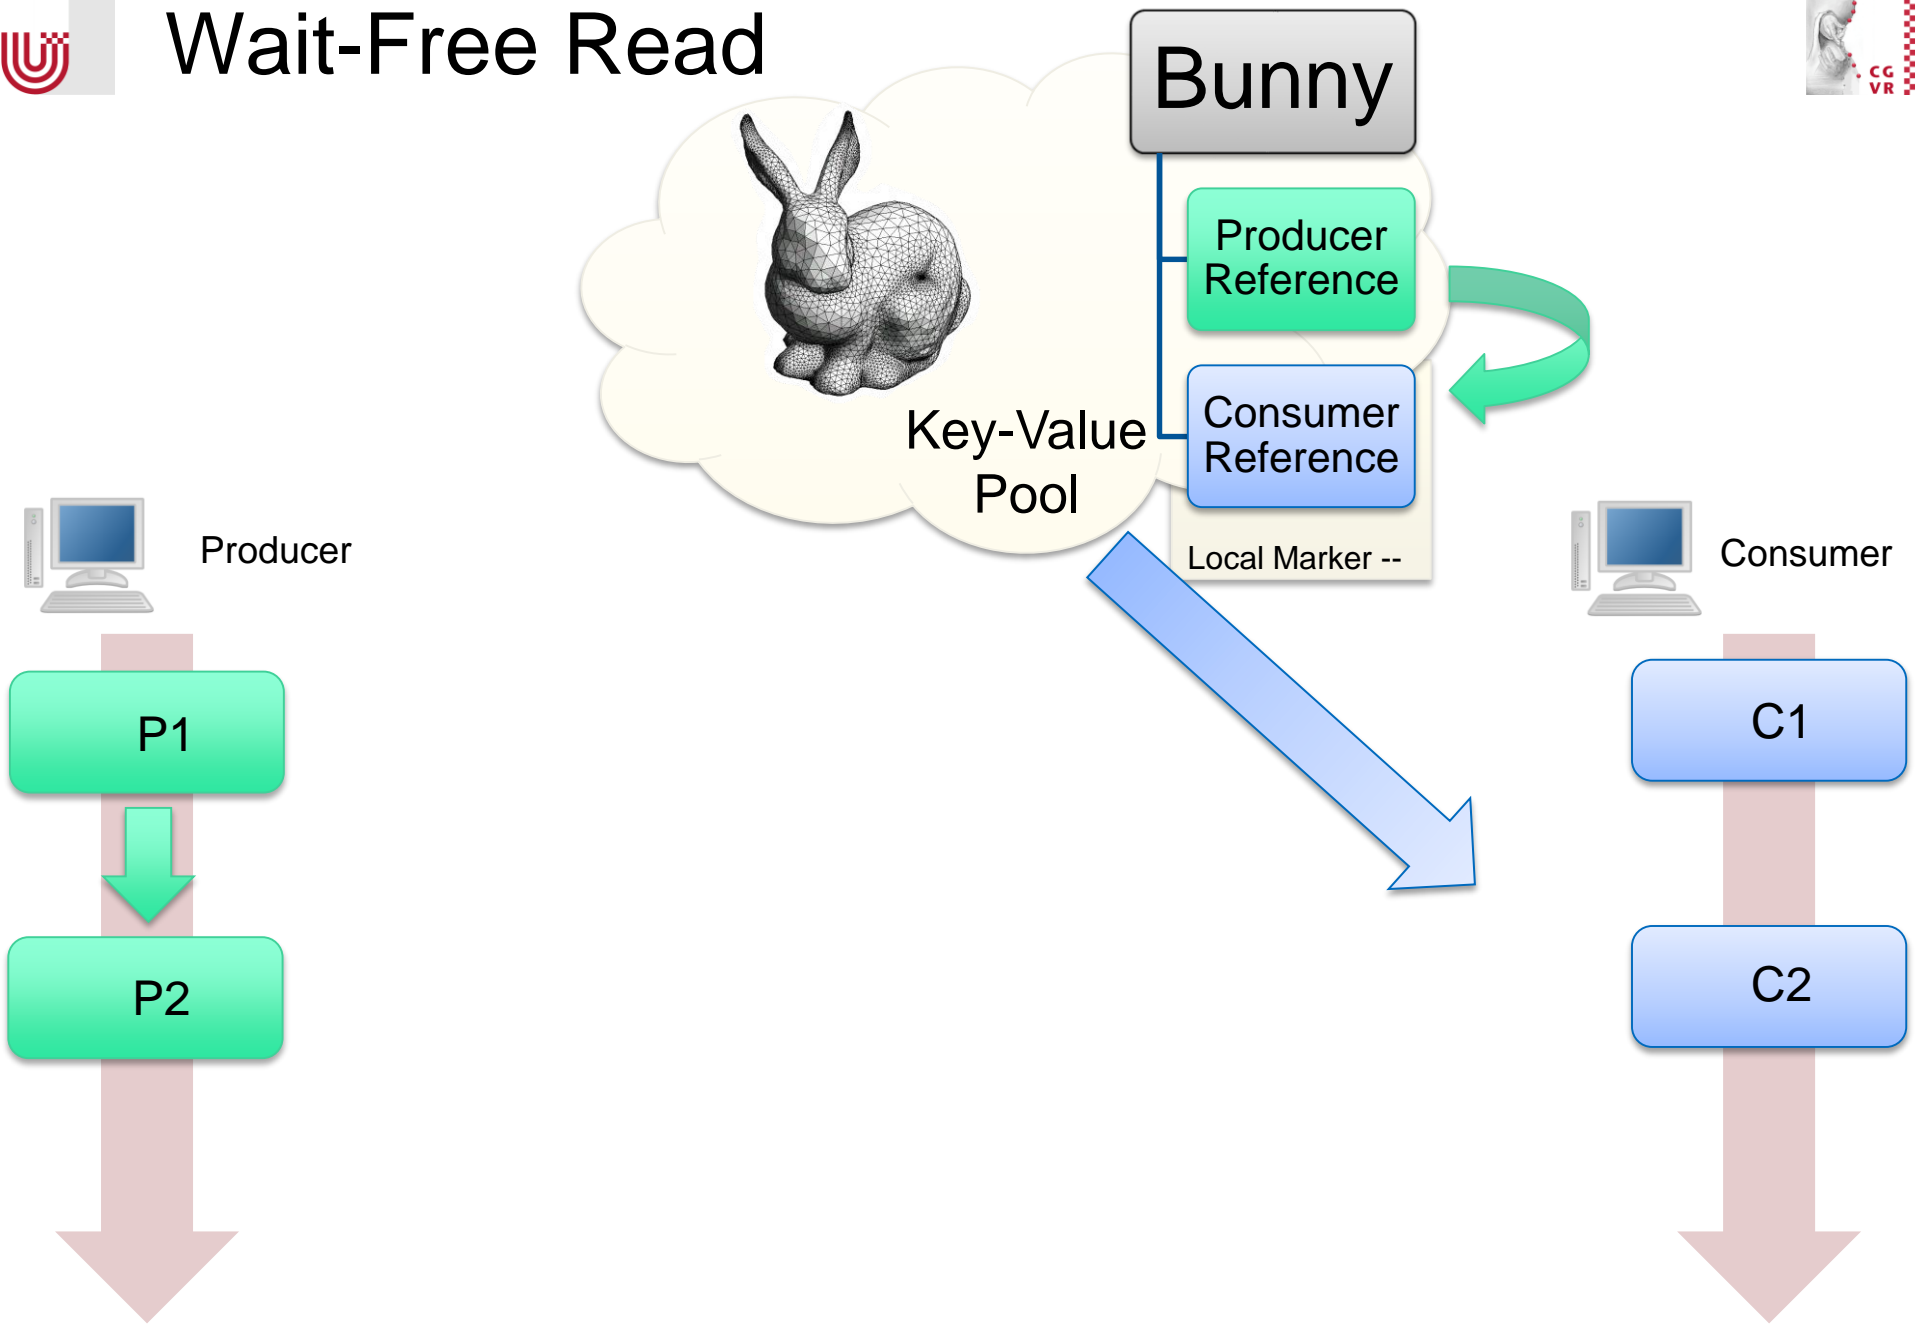 Wait-Free Read
Bunny
CG
VR
Producer
Reference
Consumer
Reference
Key-Value
Pool
Local Marker --
Producer
Consumer
P1
C1
P2
C2